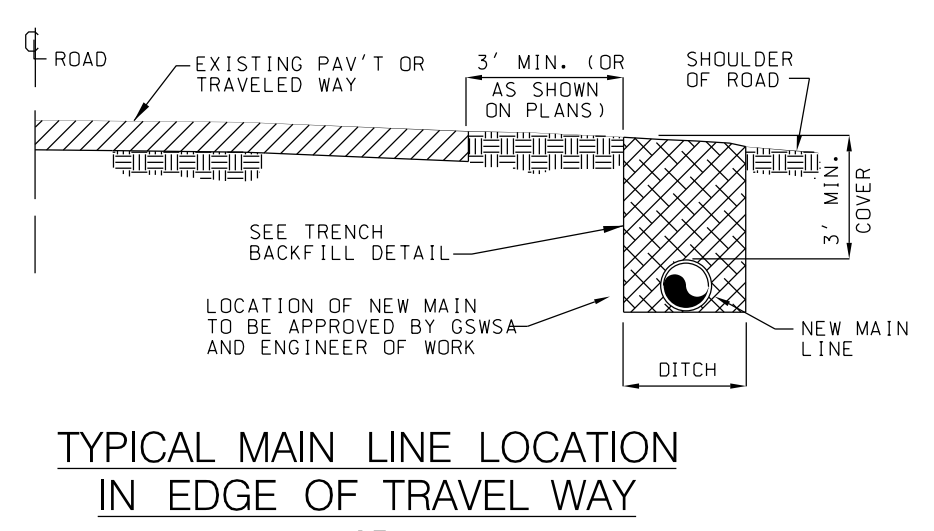 ℄ ROAD
EXISTING PAV'T OR
TRAVELED WAY
3' MIN. (OR
AS SHOWN
ON PLANS)
SHOULDER
OF ROAD
3' MIN.
COVER
SEE TRENCH
BACKFILL DETAIL
LOCATION OF NEW MAIN
TO BE APPROVED BY GSWSA
AND ENGINEER OF WORK
NEW MAIN
LINE
DITCH
TYPICAL MAIN LINE LOCATION
IN EDGE OF TRAVEL WAY